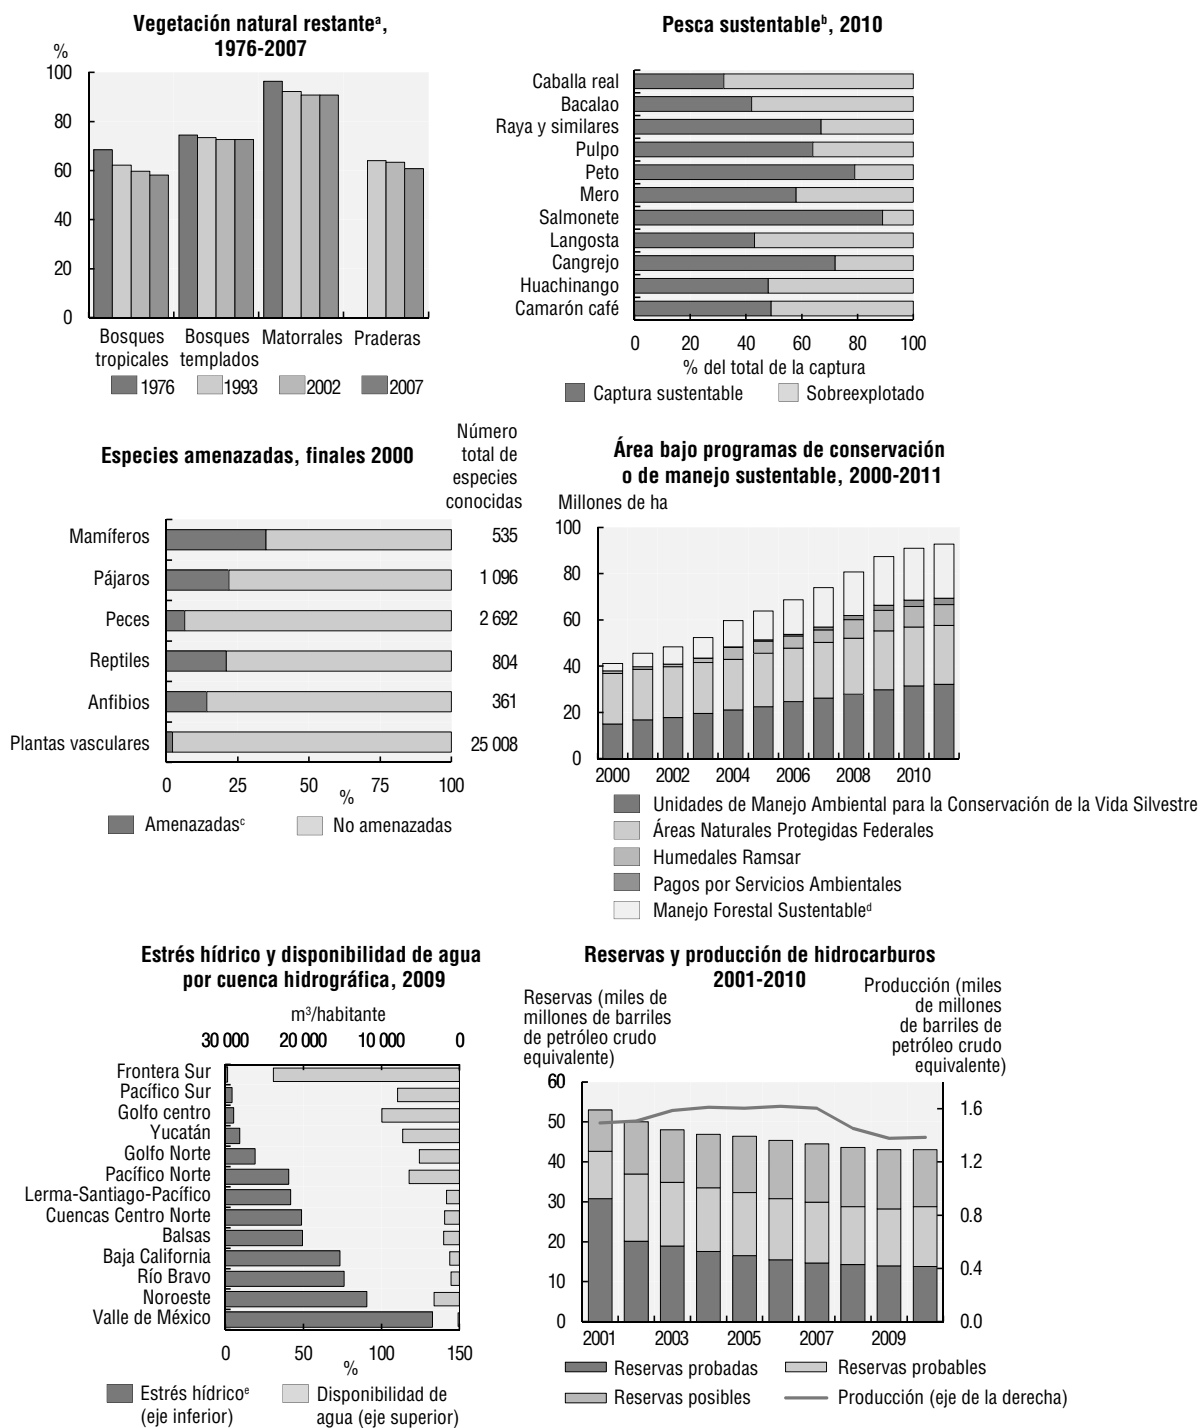 Vegetación natural restanteᵃ,
1976-2007
%
100
80
60
40
20
0
Bosques
tropicales
Bosques
templados
Matorrales
Praderas
1976
1993
2002
2007
Pesca sustentableᵇ, 2010
Caballa real
Bacalao
Raya y similares
Pulpo
Peto
Mero
Salmonete
Langosta
Cangrejo
Huachinango
Camarón café
0 20 40 60 80 100
% del total de la captura
Captura sustentable
Sobreexplotado
Especies amenazadas, finales 2000
Número
total de
especies
conocidas
Mamíferos 535
Pájaros 1 096
Peces 2 692
Reptiles 804
Anfibios 361
Plantas vasculares 25 008
0 25 50 75 100
%
Amenazadasᶜ
No amenazadas
Área bajo programas de conservación
o de manejo sustentable, 2000-2011
Millones de ha
100
80
60
40
20
0
2000 2002 2004 2006 2008 2010
Unidades de Manejo Ambiental para la Conservación de la Vida Silvestre
Áreas Naturales Protegidas Federales
Humedales Ramsar
Pagos por Servicios Ambientales
Manejo Forestal Sustentableᵈ
Estrés hídrico y disponibilidad de agua
por cuenca hidrográfica, 2009
m³/habitante
30 000 20 000 10 000 0
Frontera Sur
Pacífico Sur
Golfo centro
Yucatán
Golfo Norte
Pacífico Norte
Lerma-Santiago-Pacífico
Cuencas Centro Norte
Balsas
Baja California
Río Bravo
Noroeste
Valle de México
0 50 100 150
%
Estrés hídricoᵉ
(eje inferior)
Disponibilidad de
agua (eje superior)
Reservas y producción de hidrocarburos
2001-2010
Reservas (miles de
millones de barriles
de petróleo crudo
equivalente)
Producción (miles
de millones
de barriles de
petróleo crudo
equivalente)
60
50
40
30
20
10
0
1.6
1.2
0.8
0.4
0.0
2001 2003 2005 2007 2009
Reservas probadas
Reservas probables
Reservas posibles
Producción (eje de la derecha)